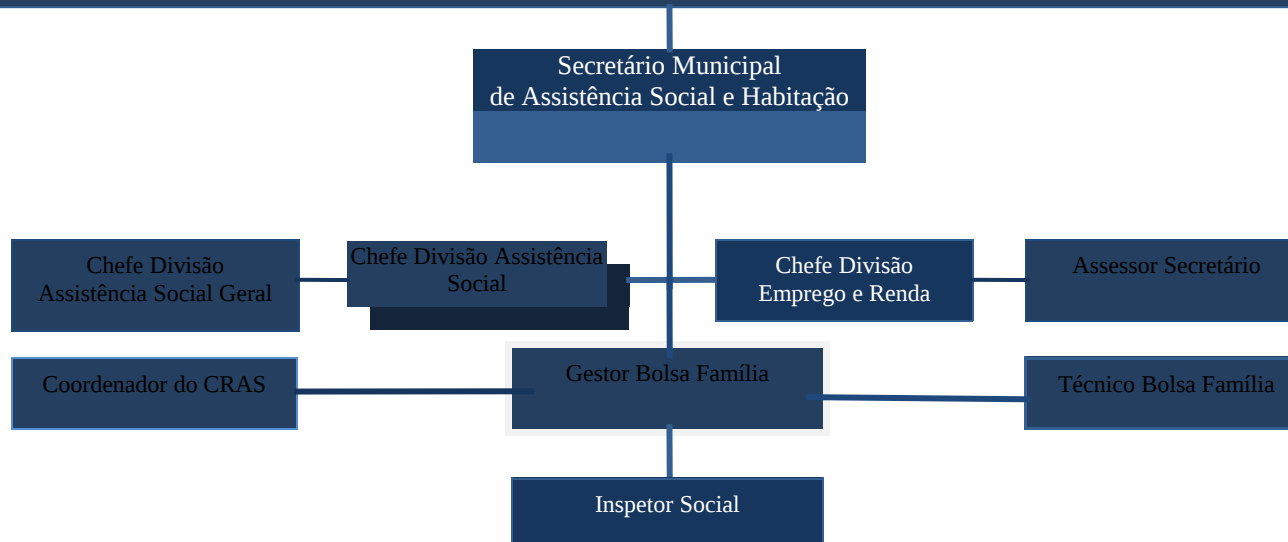 Secretário Municipal
de Assistência Social e Habitação
Chefe Divisão
Assistência Social Geral
Chefe Divisão Assistência
Social
Chefe Divisão
Emprego e Renda
Assessor Secretário
Coordenador do CRAS
Gestor Bolsa Família
Técnico Bolsa Família
Inspetor Social